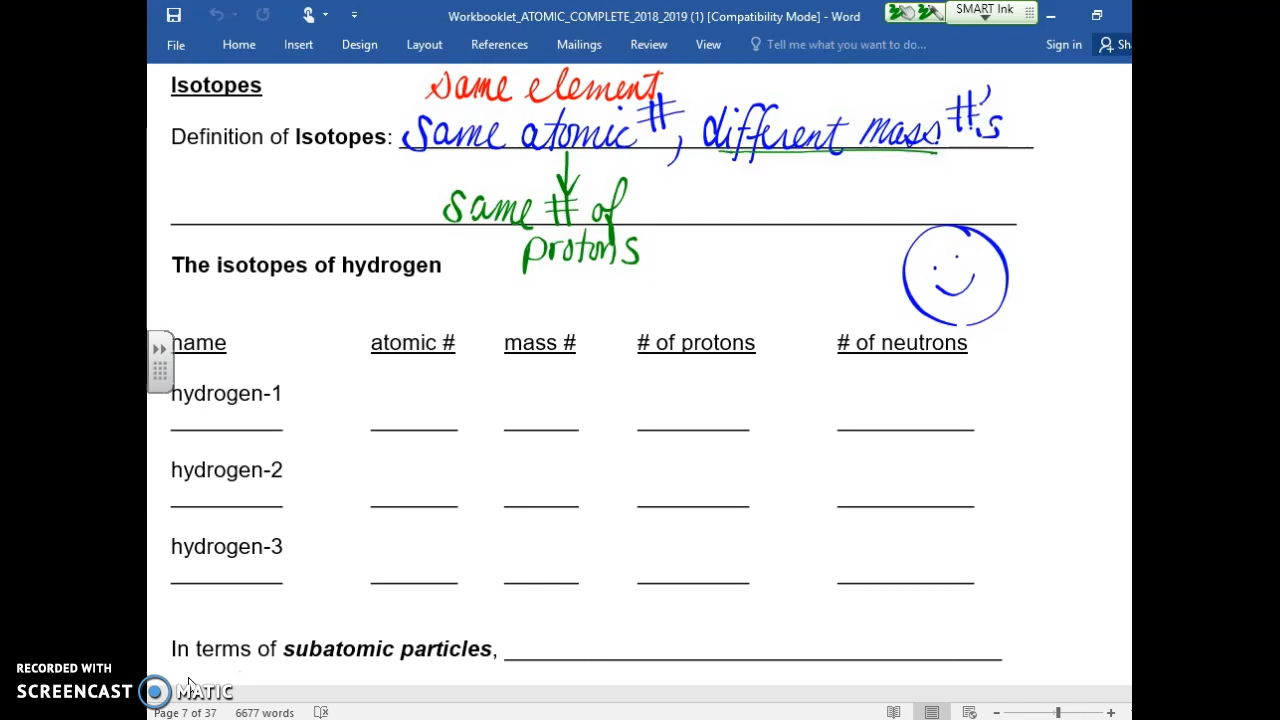 Workbooklet_ATOMIC_COMPLETE_2018_2019 (1) [Compatibility Mode] - Word
SMART Ink
File Home Insert Design Layout References Mailings Review View Tell me what you want to do... Sign in Sh
Isotopes same element
Definition of Isotopes: same atomic #, different mass #'s
same # of
protons
The isotopes of hydrogen
name atomic # mass # # of protons # of neutrons
hydrogen-1
hydrogen-2
hydrogen-3
In terms of subatomic particles,
RECORDED WITH
SCREENCAST MATIC
Page 7 of 37 6677 words